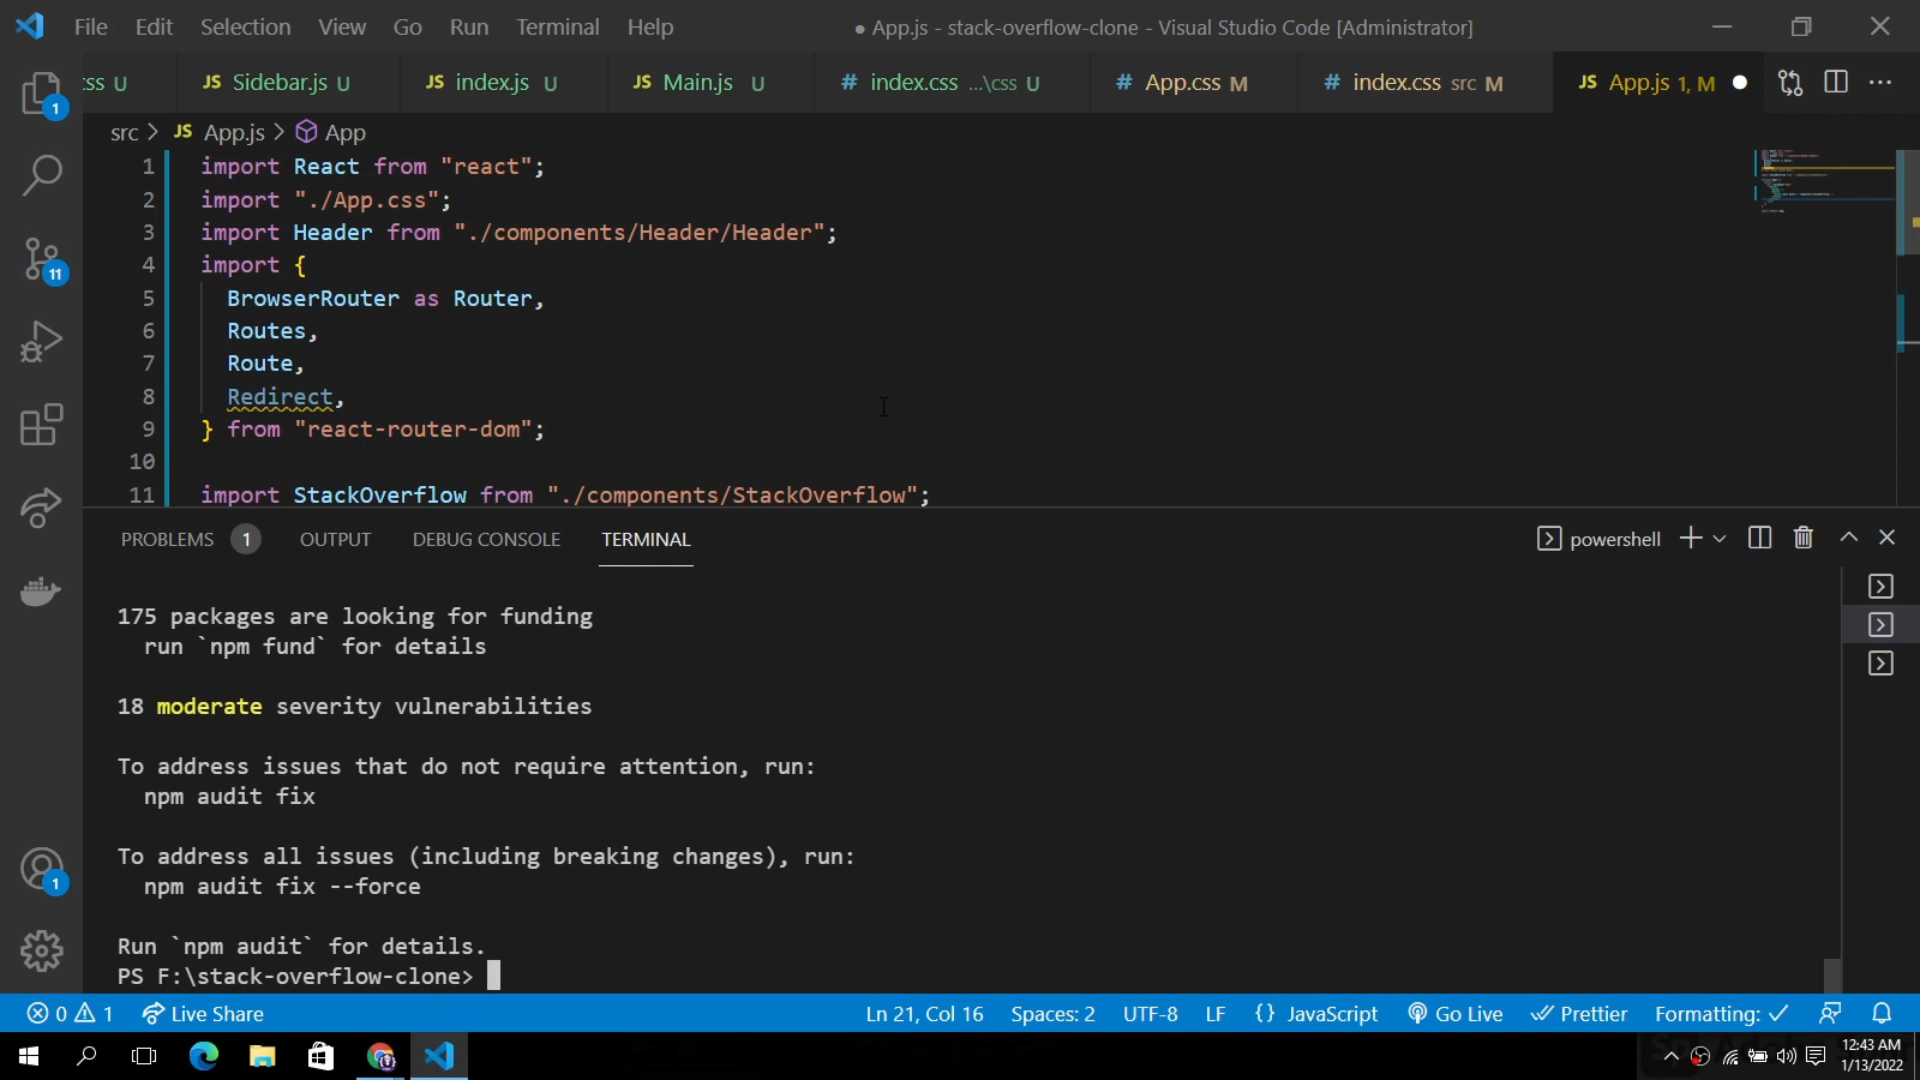 File Edit Selection View Go Run Terminal Help ● App.js - stack-overflow-clone - Visual Studio Code [Administrator]
css U JS Sidebar.js U JS index.js U JS Main.js U # index.css ...\css U # App.css M # index.css src M JS App.js 1, M
src > JS App.js > App
1 import React from "react";
2 import "./App.css";
3 import Header from "./components/Header/Header";
4 import {
5 BrowserRouter as Router,
6 Routes,
7 Route,
8 Redirect,
9 } from "react-router-dom";
10
11 import StackOverflow from "./components/StackOverflow";
1
11
1
PROBLEMS 1 OUTPUT DEBUG CONSOLE TERMINAL powershell
175 packages are looking for funding
run `npm fund` for details
18 moderate severity vulnerabilities
To address issues that do not require attention, run:
npm audit fix
To address all issues (including breaking changes), run:
npm audit fix --force
Run `npm audit` for details.
PS F:\stack-overflow-clone>
0 1 Live Share Ln 21, Col 16 Spaces: 2 UTF-8 LF {} JavaScript Go Live Prettier Formatting: ✓
12:43 AM
1/13/2022